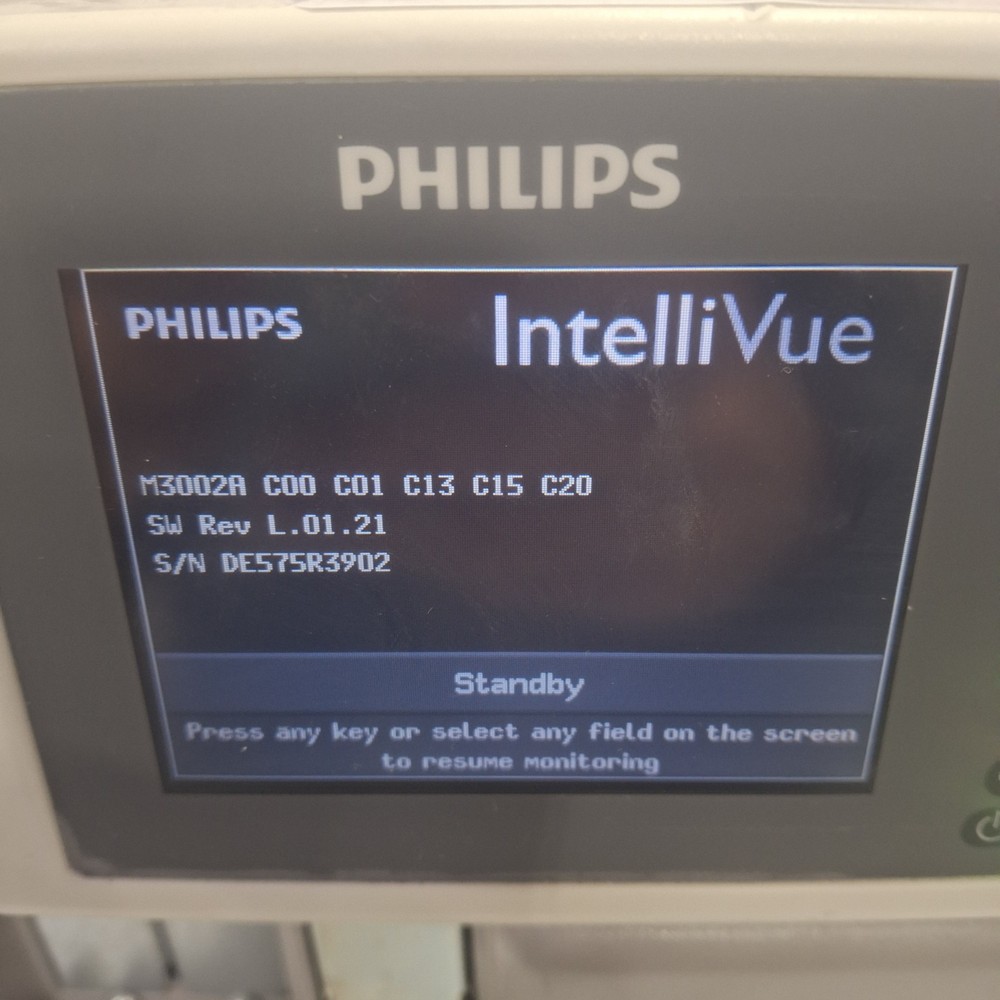 PHILIPS
PHILIPS IntelliVue
M3002A C00 C01 C13 C15 C20
SW Rev L.01.21
S/N DE575R3902
Standby
Press any key or select any field on the screen
to resume monitoring